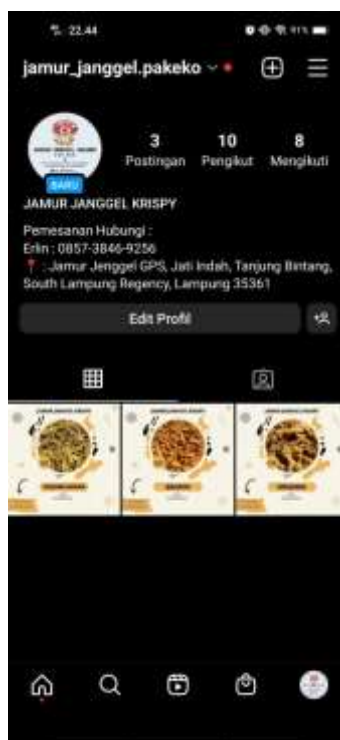 22.44
91%
jamur_janggel.pakeko
3
10
8
Postingan
Pengikut
Mengikuti
BARU
JAMUR JANGGEL KRISPY
Pemesanan Hubungi :
Erlin : 0857-3846-9256
: Jamur Jenggel GPS, Jati Indah, Tanjung Bintang,
South Lampung Regency, Lampung 35361
Edit Profil